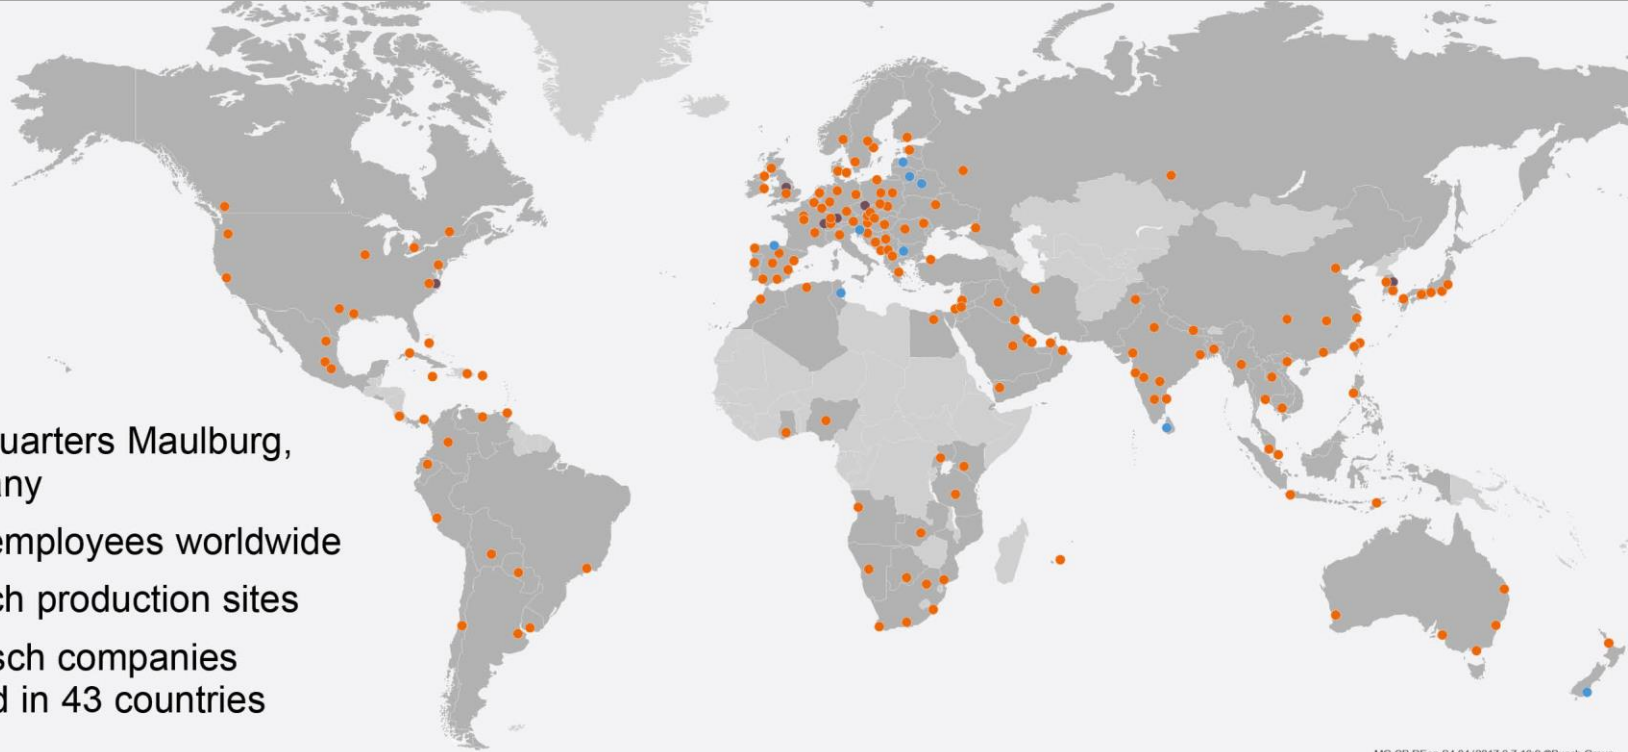 uarters Maulburg,
any
employees worldwide
ch production sites
sch companies
d in 43 countries